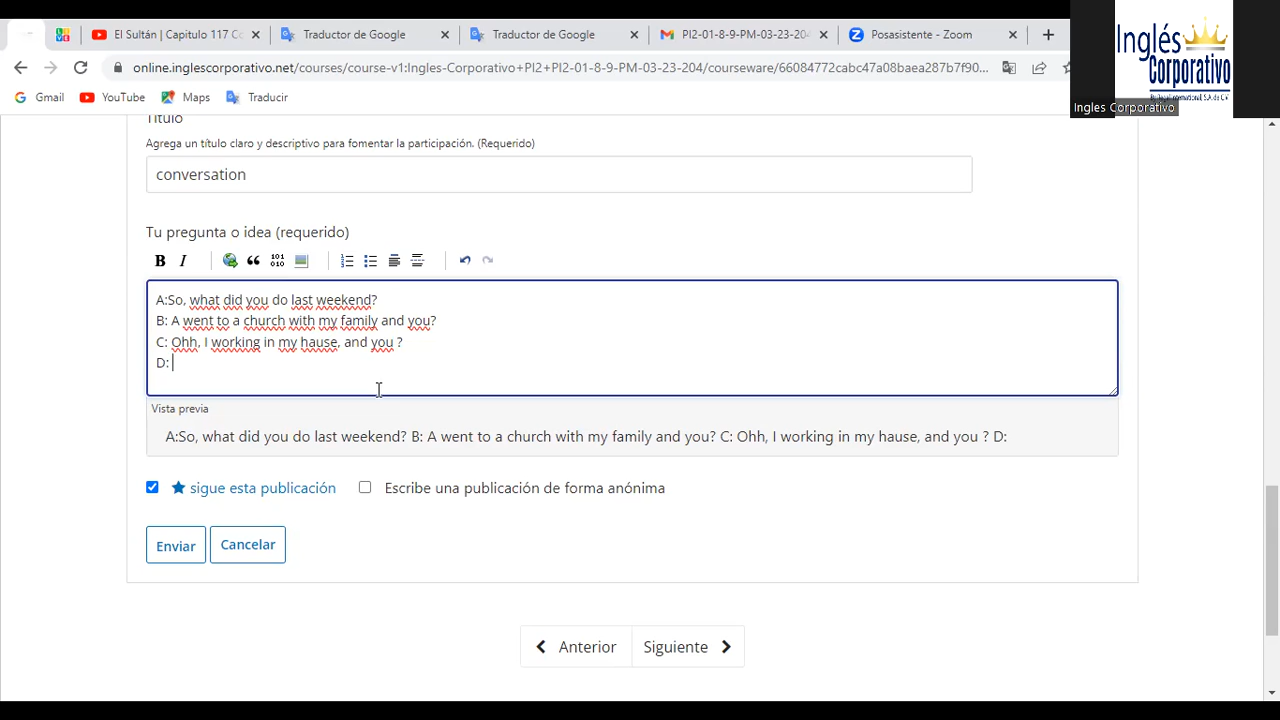 El Sultán | Capitulo 117 Co
Traductor de Google
Traductor de Google
PI2-01-8-9-PM-03-23-204
Posasistente - Zoom
online.inglescorporativo.net/courses/course-v1:Ingles-Corporativo+PI2+PI2-01-8-9-PM-03-23-204/courseware/66084772cabc47a08baea287b7f90...
Gmail
YouTube
Maps
Traducir
Inglés
Corporativo
Ingles Corporativo
Título
Agrega un título claro y descriptivo para fomentar la participación. (Requerido)
conversation
Tu pregunta o idea (requerido)
B I
A:So, what did you do last weekend?
B: A went to a church with my family and you?
C: Ohh, I working in my hause, and you ?
D:
Vista previa
A:So, what did you do last weekend? B: A went to a church with my family and you? C: Ohh, I working in my hause, and you ? D:
sigue esta publicación
Escribe una publicación de forma anónima
Enviar
Cancelar
Anterior
Siguiente